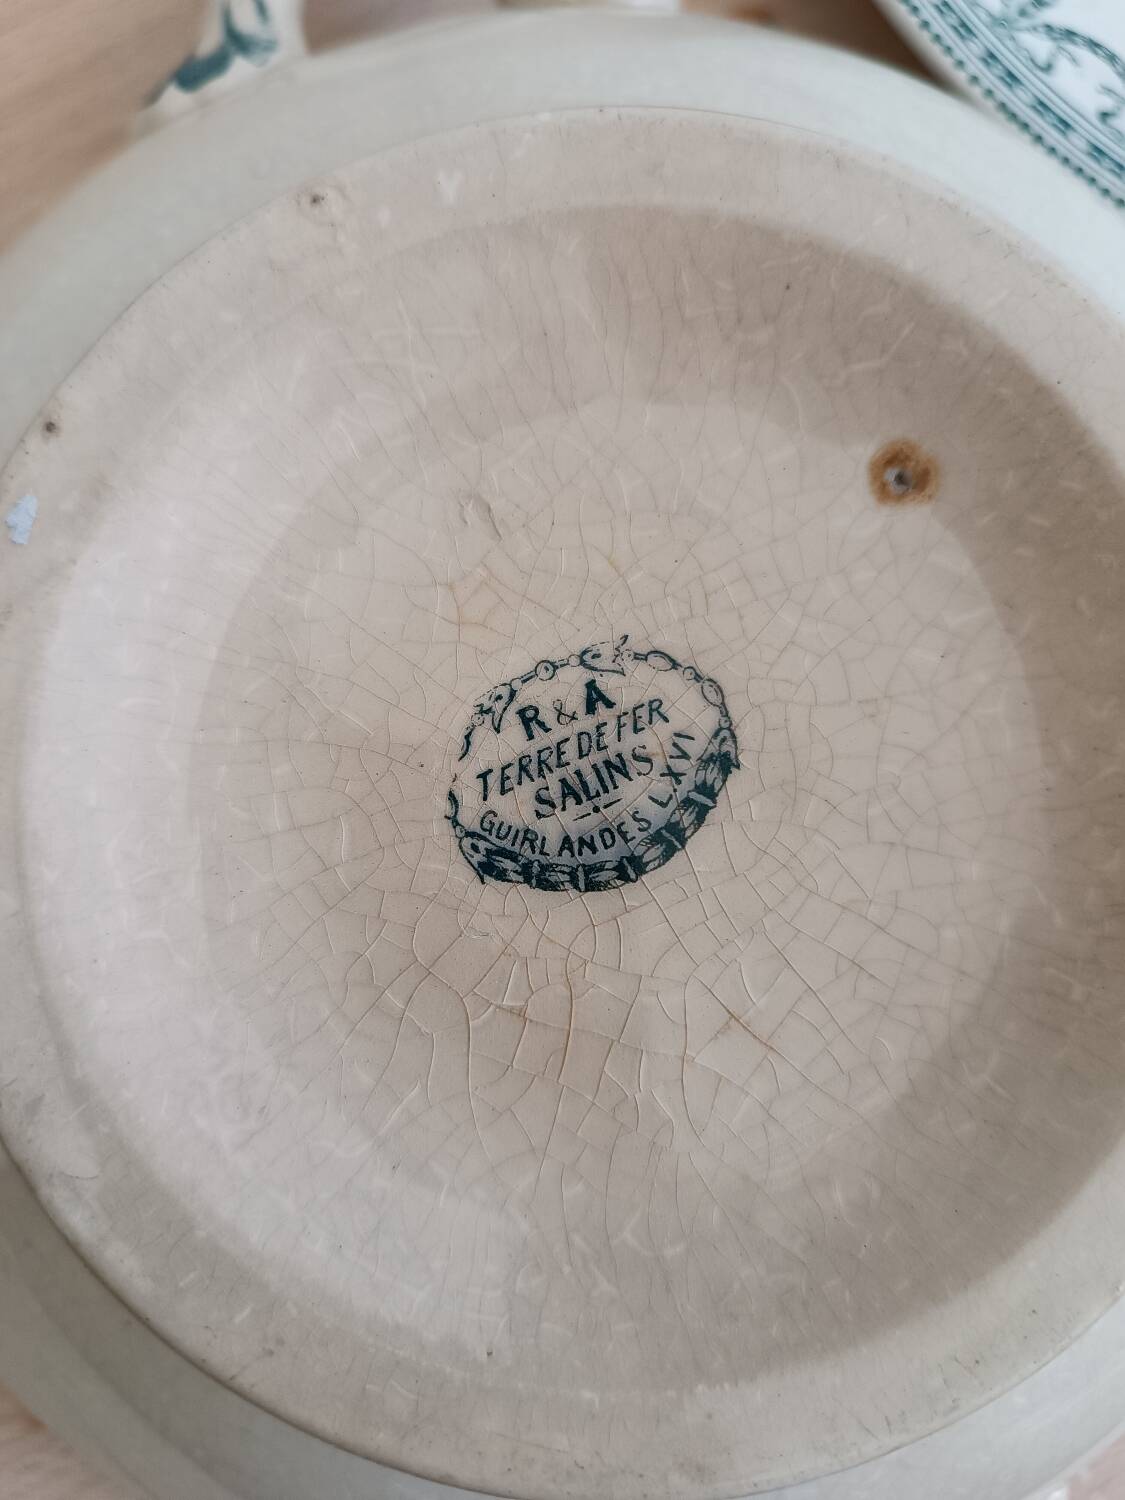 R & A
TERRE DE FER
SALINS
GUIRLANDES LXVI